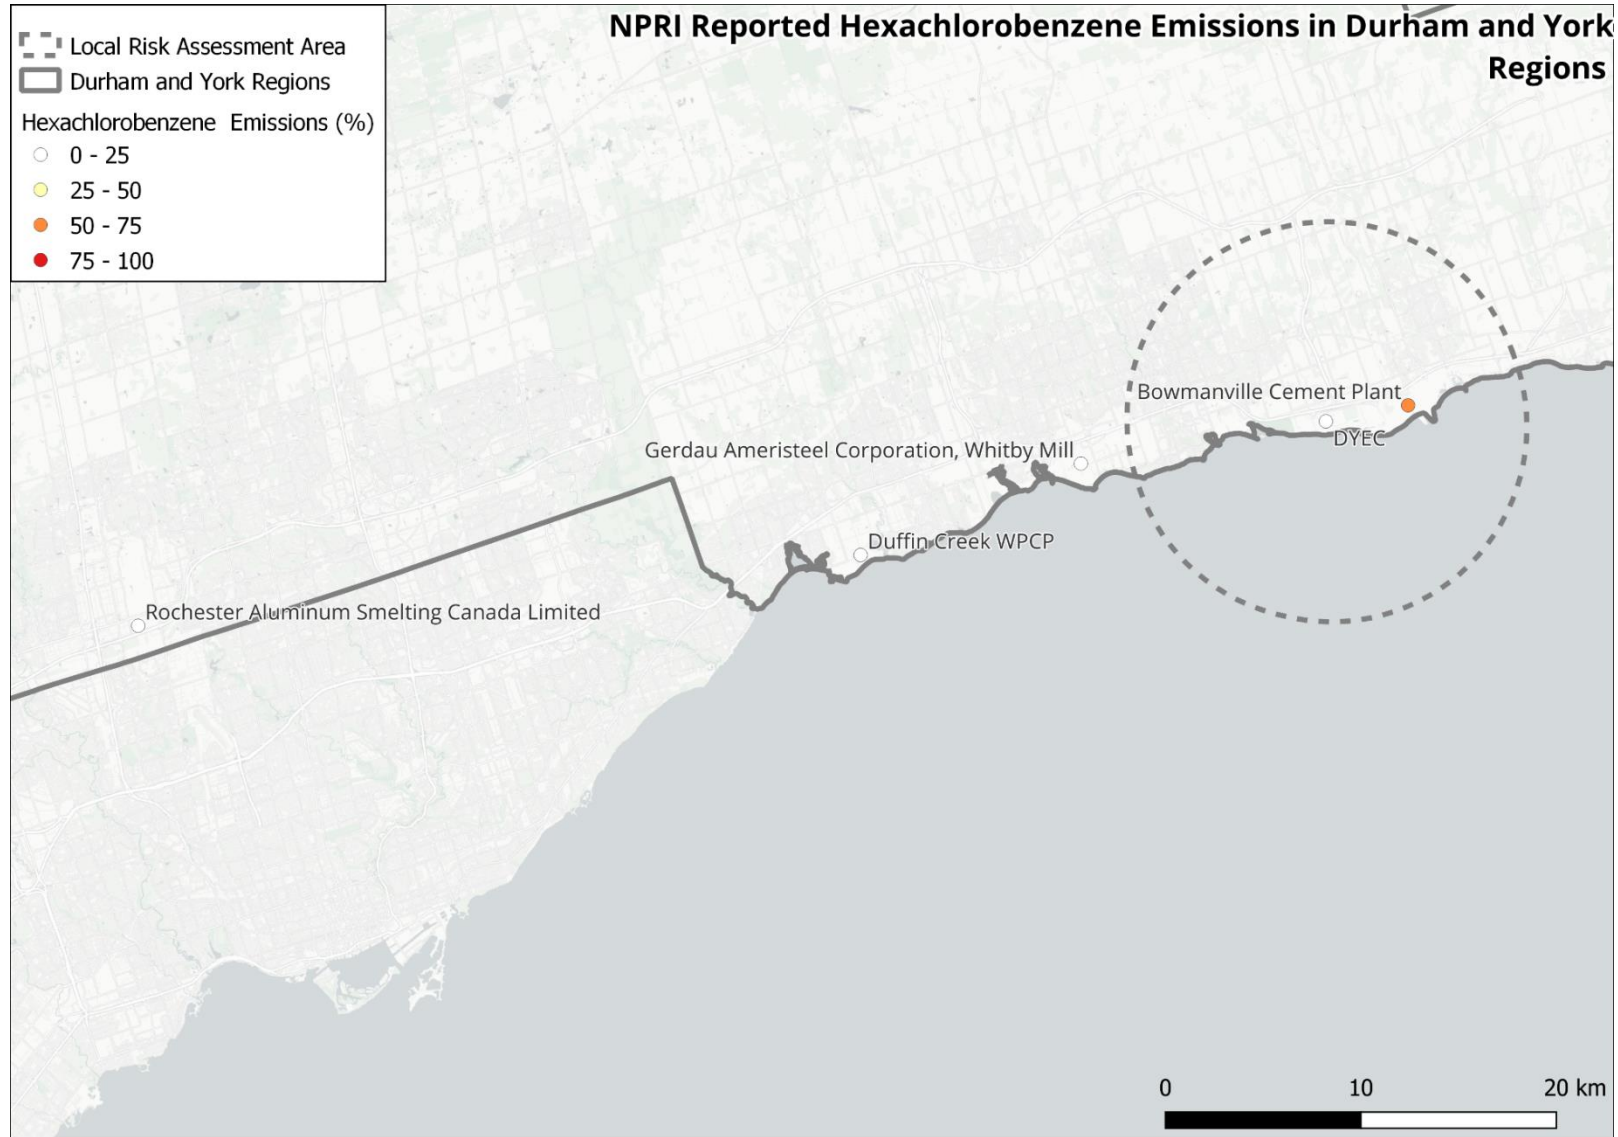 NPRI Reported Hexachlorobenzene Emissions in Durham and York
Regions
Local Risk Assessment Area
Durham and York Regions
Hexachlorobenzene Emissions (%)
0 - 25
25 - 50
50 - 75
75 - 100
Bowmanville Cement Plant
DYEC
Gerdau Ameristeel Corporation, Whitby Mill
Duffin Creek WPCP
Rochester Aluminum Smelting Canada Limited
0 10 20 km